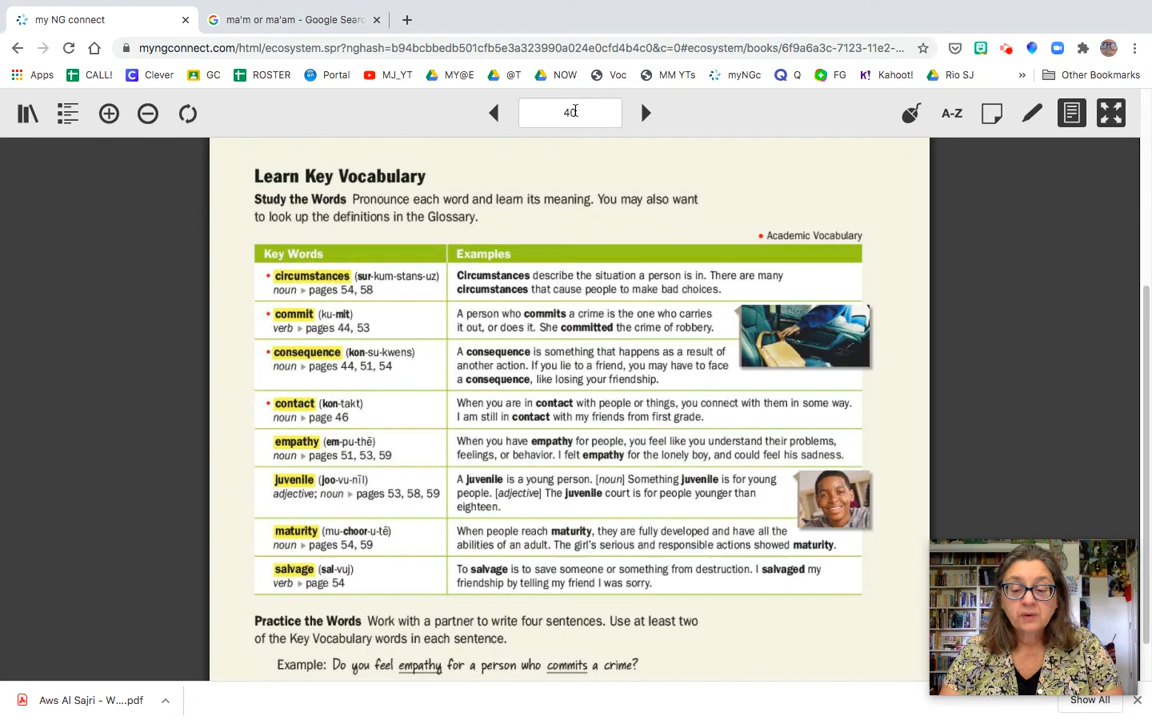 my NG connect
ma'm or ma'am - Google Searc
myngconnect.com/html/ecosystem.spr?nghash=b94bcbbedb501cfb5e3a323990a024e0cfd4b4c0&c=0#ecosystem/books/6f9a6a3c-7123-11e2-...
Apps CALL! Clever GC ROSTER Portal MJ_YT MY@E @T NOW Voc MM YTs myNGc Q FG Kahoot! Rio SJ » Other Bookmarks
40 A-Z
Learn Key Vocabulary
Study the Words Pronounce each word and learn its meaning. You may also want
to look up the definitions in the Glossary.
• Academic Vocabulary
Key Words Examples
• circumstances (sur-kum-stans-uz)
noun ▸ pages 54, 58
Circumstances describe the situation a person is in. There are many
circumstances that cause people to make bad choices.
• commit (ku-mit)
verb ▸ pages 44, 53
A person who commits a crime is the one who carries
it out, or does it. She committed the crime of robbery.
• consequence (kon-su-kwens)
noun ▸ pages 44, 51, 54
A consequence is something that happens as a result of
another action. If you lie to a friend, you may have to face
a consequence, like losing your friendship.
• contact (kon-takt)
noun ▸ page 46
When you are in contact with people or things, you connect with them in some way.
I am still in contact with my friends from first grade.
empathy (em-pu-thē)
noun ▸ pages 51, 53, 59
When you have empathy for people, you feel like you understand their problems,
feelings, or behavior. I felt empathy for the lonely boy, and could feel his sadness.
juvenile (joo-vu-nīl)
adjective; noun ▸ pages 53, 58, 59
A juvenile is a young person. [noun] Something juvenile is for young
people. [adjective] The juvenile court is for people younger than
eighteen.
maturity (mu-choor-u-tē)
noun ▸ pages 54, 59
When people reach maturity, they are fully developed and have all the
abilities of an adult. The girl's serious and responsible actions showed maturity.
salvage (sal-vuj)
verb ▸ page 54
To salvage is to save someone or something from destruction. I salvaged my
friendship by telling my friend I was sorry.
Practice the Words Work with a partner to write four sentences. Use at least two
of the Key Vocabulary words in each sentence.
Example: Do you feel empathy for a person who commits a crime?
Aws Al Sajri - W....pdf
Show All